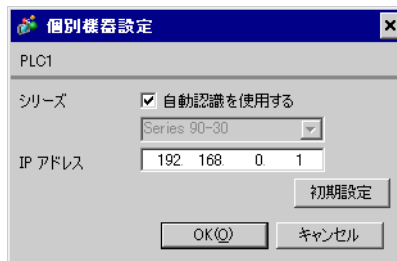 個別機器設定
PLC1
シリーズ
自動認識を使用する
Series 90-30
IP アドレス
192. 168. 0. 1
初期設定
OK(O)
キャンセル